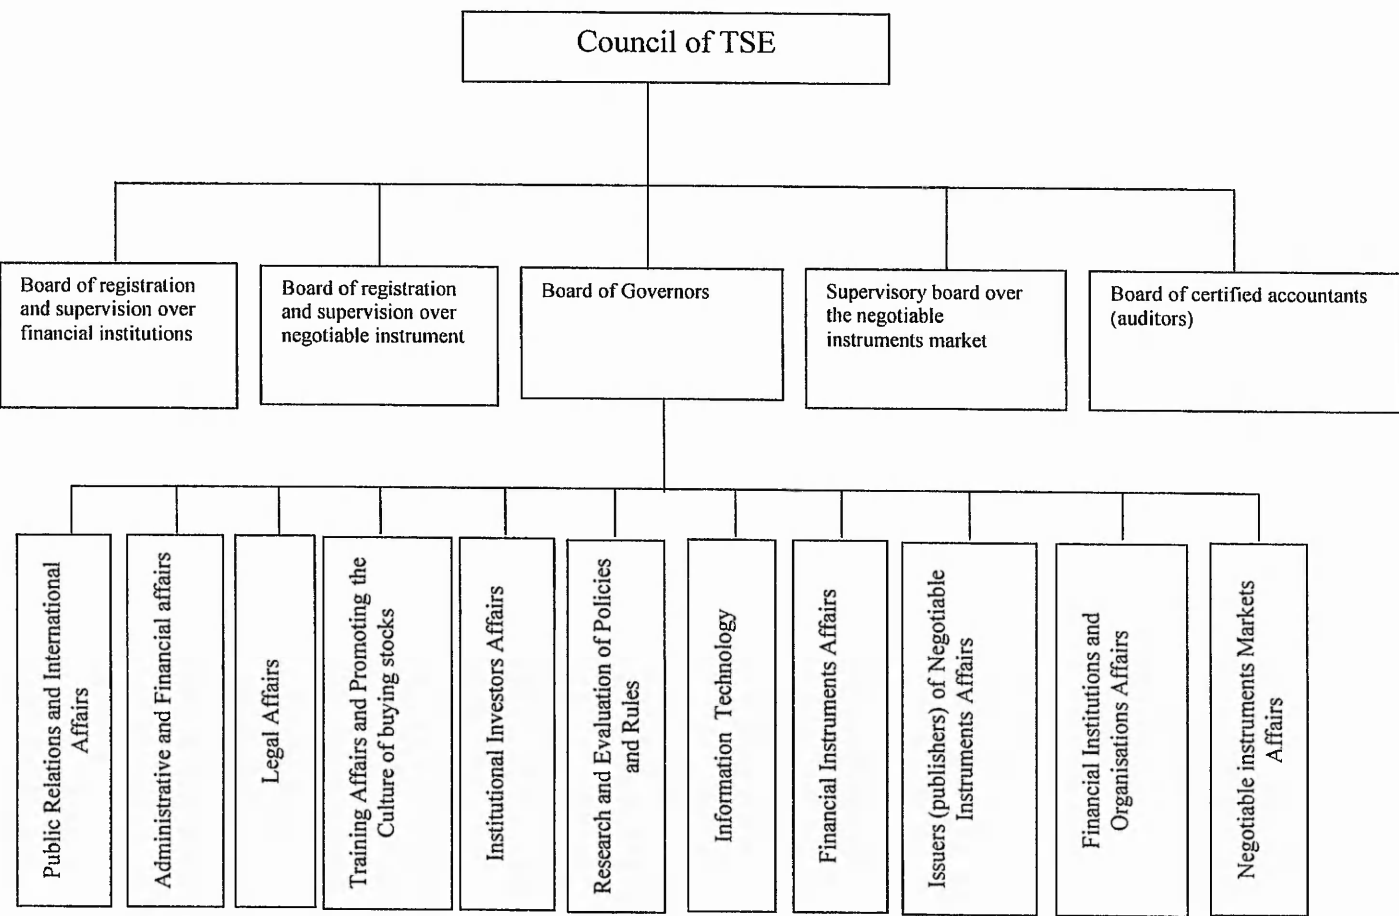 Council of TSE
Board of registration
and supervision over
financial institutions
Board of registration
and supervision over
negotiable instrument
Board of Governors
Supervisory board over
the negotiable
instruments market
Board of certified accountants
(auditors)
Public Relations and International
Affairs
Administrative and Financial affairs
Legal Affairs
Training Affairs and Promoting the
Culture of buying stocks
Institutional Investors Affairs
Research and Evaluation of Policies
and Rules
Information Technology
Financial Instruments Affairs
Issuers (publishers) of Negotiable
Instruments Affairs
Financial Institutions and
Organisations Affairs
Negotiable instruments Markets
Affairs